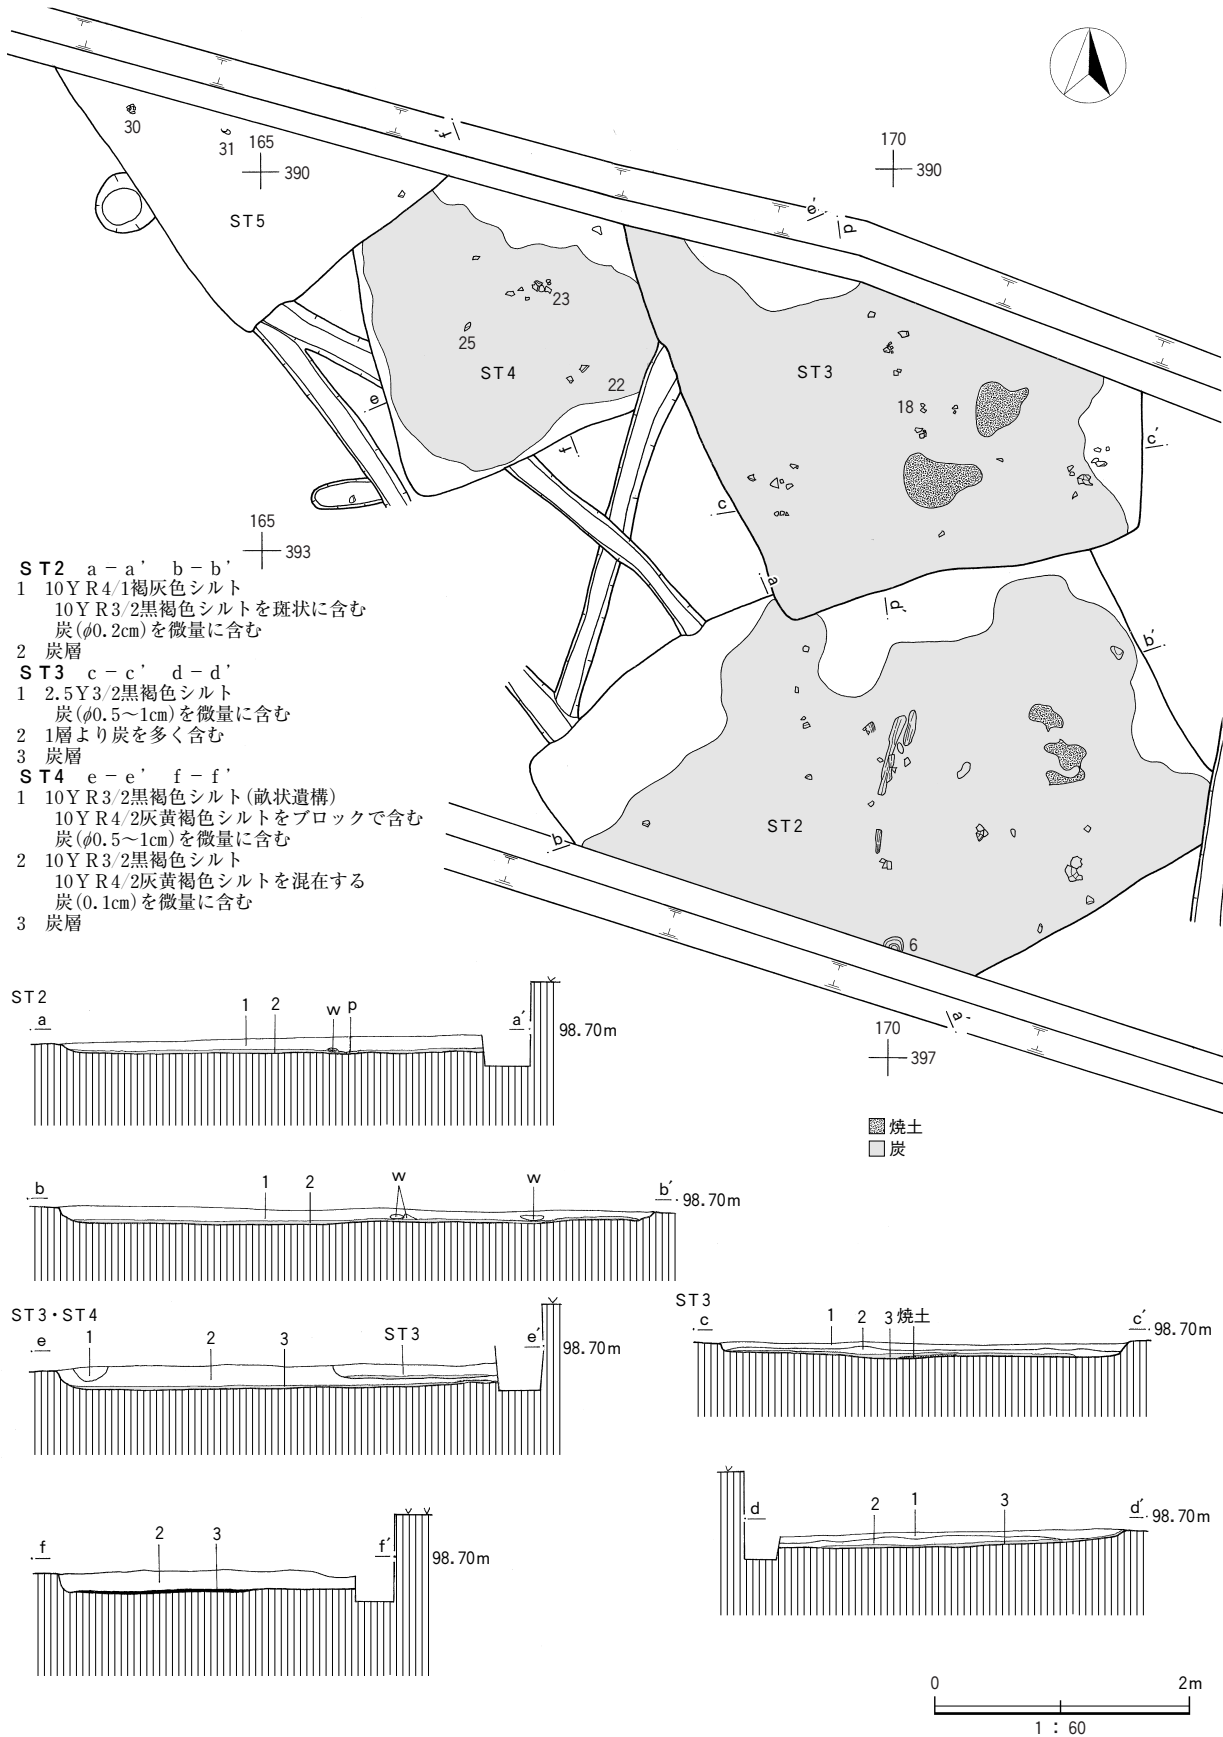 170
390
30
31
165
390
ST5
f'
e'
d
23
25
ST4
22
ST3
18
e
f
c'
c
165
393
a
d'
b'
ST2　a－a'　b－b'
1　10YR4/1褐灰色シルト
10YR3/2黒褐色シルトを斑状に含む
炭(φ0.2cm)を微量に含む
2　炭層
ST3　c－c'　d－d'
1　2.5Y3/2黒褐色シルト
炭(φ0.5〜1cm)を微量に含む
2　1層より炭を多く含む
3　炭層
ST4　e－e'　f－f'
1　10YR3/2黒褐色シルト(畝状遺構)
10YR4/2灰黄褐色シルトをブロックで含む
炭(φ0.5〜1cm)を微量に含む
2　10YR3/2黒褐色シルト
10YR4/2灰黄褐色シルトを混在する
炭(0.1cm)を微量に含む
3　炭層
ST2
b
6
a'
170
397
焼土
炭
ST2
a　1　2　w　p　a'　98.70m
b　1　2　w　w　b'　98.70m
ST3・ST4
e　1　2　3　ST3　e'　98.70m
ST3
c　1　2　3　焼土　c'　98.70m
f　2　3　f'　98.70m
d　2　1　3　d'　98.70m
0　2m
1：60